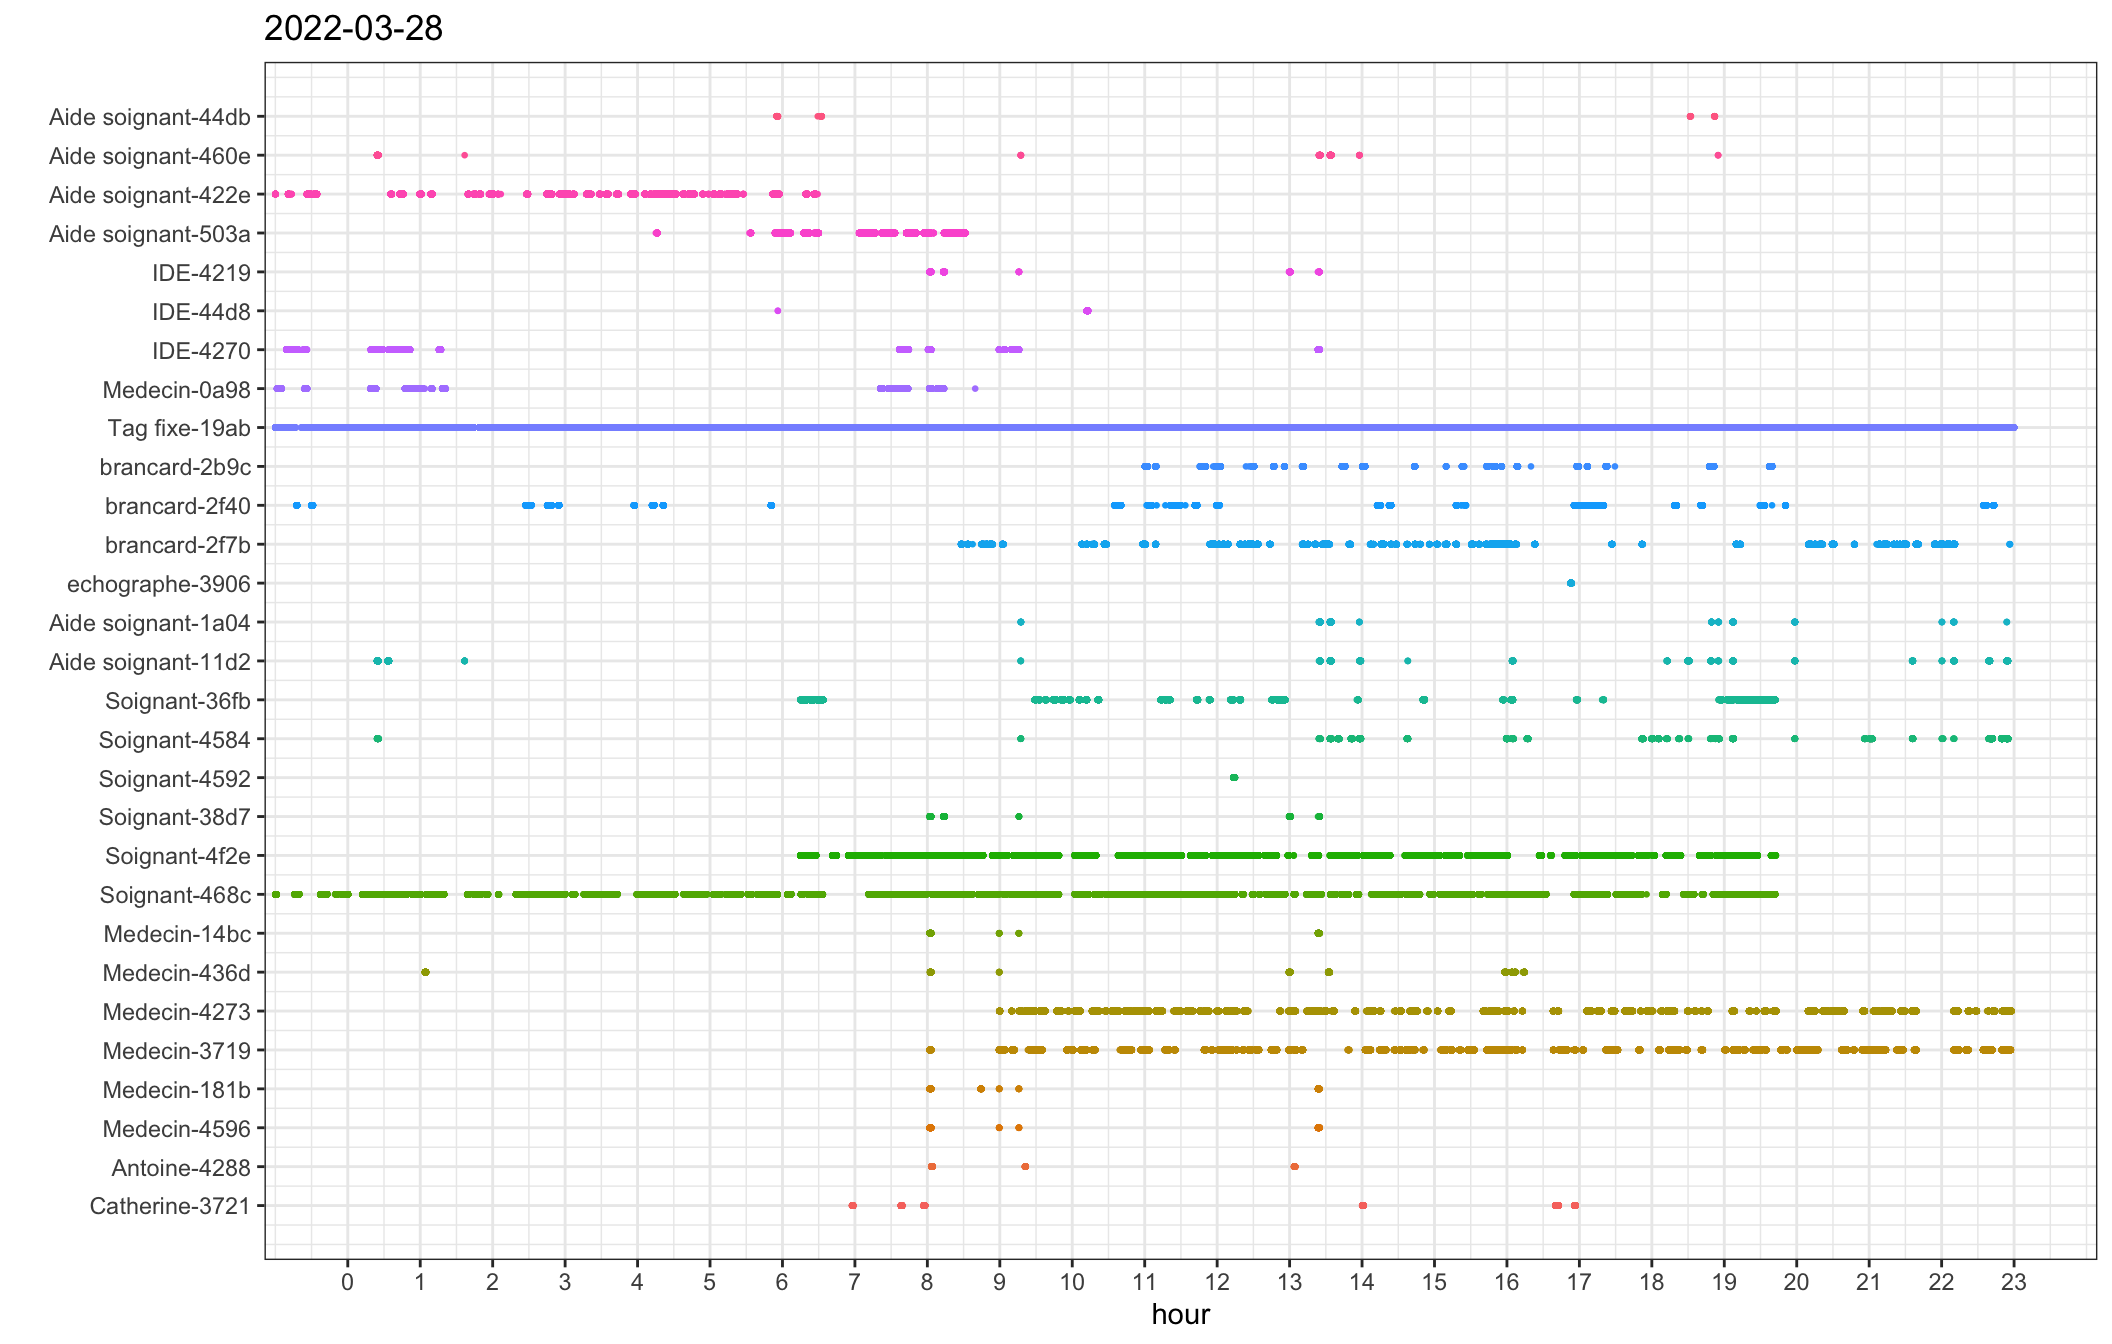 2022-03-28
Aide soignant-44db
Aide soignant-460e
Aide soignant-422e
Aide soignant-503a
IDE-4219
IDE-44d8
IDE-4270
Medecin-0a98
Tag fixe-19ab
brancard-2b9c
brancard-2f40
brancard-2f7b
echographe-3906
Aide soignant-1a04
Aide soignant-11d2
Soignant-36fb
Soignant-4584
Soignant-4592
Soignant-38d7
Soignant-4f2e
Soignant-468c
Medecin-14bc
Medecin-436d
Medecin-4273
Medecin-3719
Medecin-181b
Medecin-4596
Antoine-4288
Catherine-3721
0 1 2 3 4 5 6 7 8 9 10 11 12 13 14 15 16 17 18 19 20 21 22 23
hour